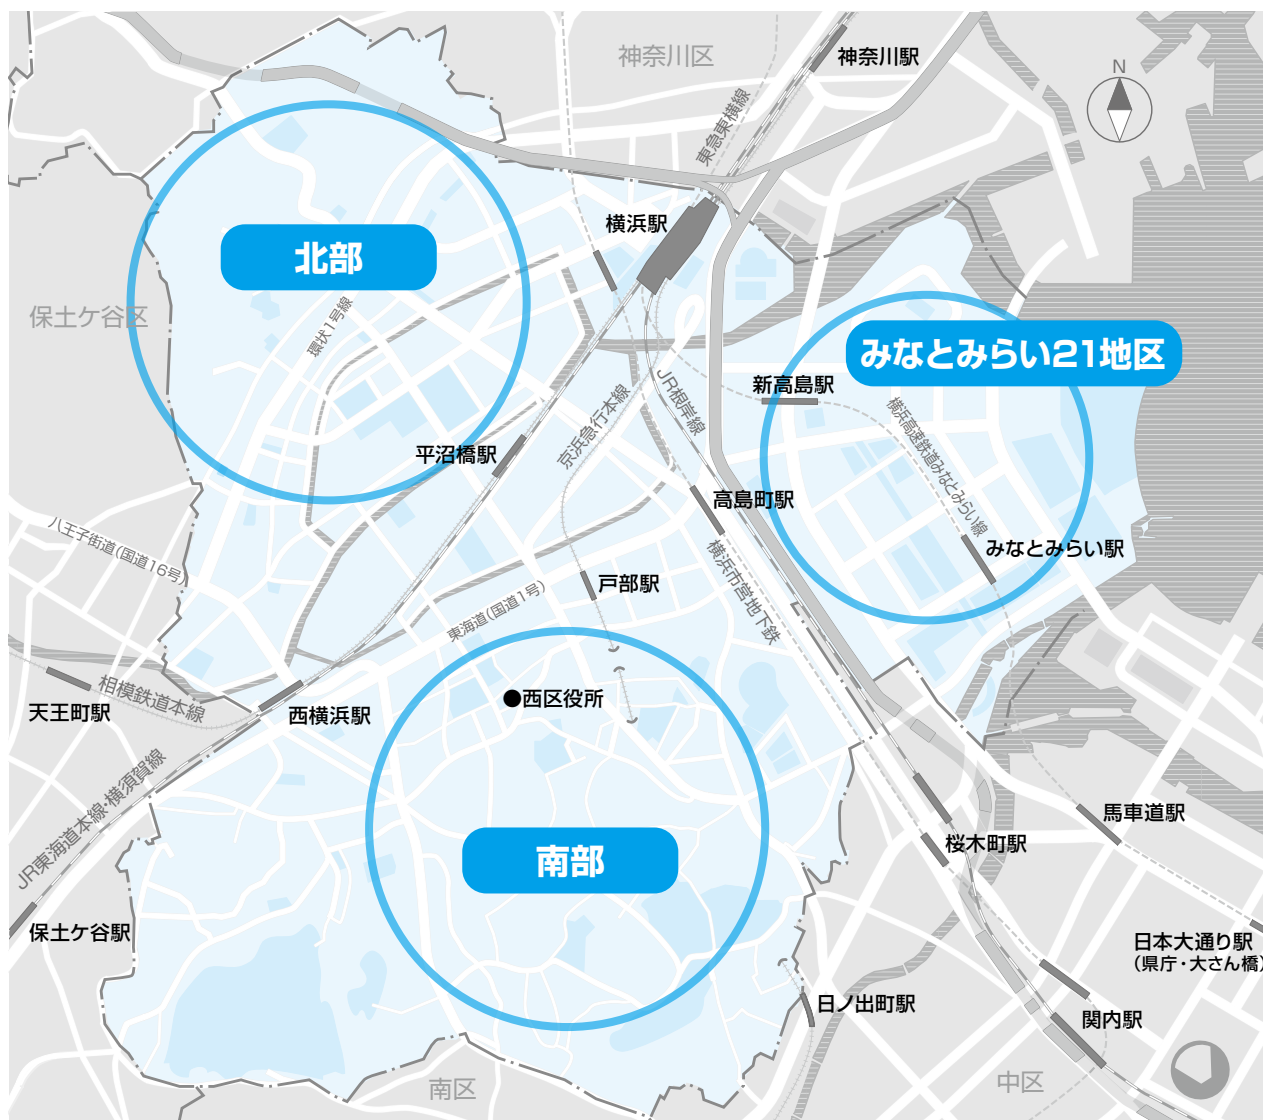 神奈川区
神奈川駅
N
東急東横線
横浜駅
北部
保土ケ谷区
環状1号線
みなとみらい21地区
新高島駅
JR根岸線
京浜急行本線
横浜高速鉄道みなとみらい線
平沼橋駅
高島町駅
みなとみらい駅
八王子街道(国道16号)
横浜市営地下鉄
戸部駅
東海道(国道1号)
相模鉄道本線
天王町駅
西横浜駅
●西区役所
JR東海道本線・横須賀線
馬車道駅
桜木町駅
南部
保土ケ谷駅
日本大通り駅
(県庁・大さん橋)
日ノ出町駅
関内駅
南区
中区